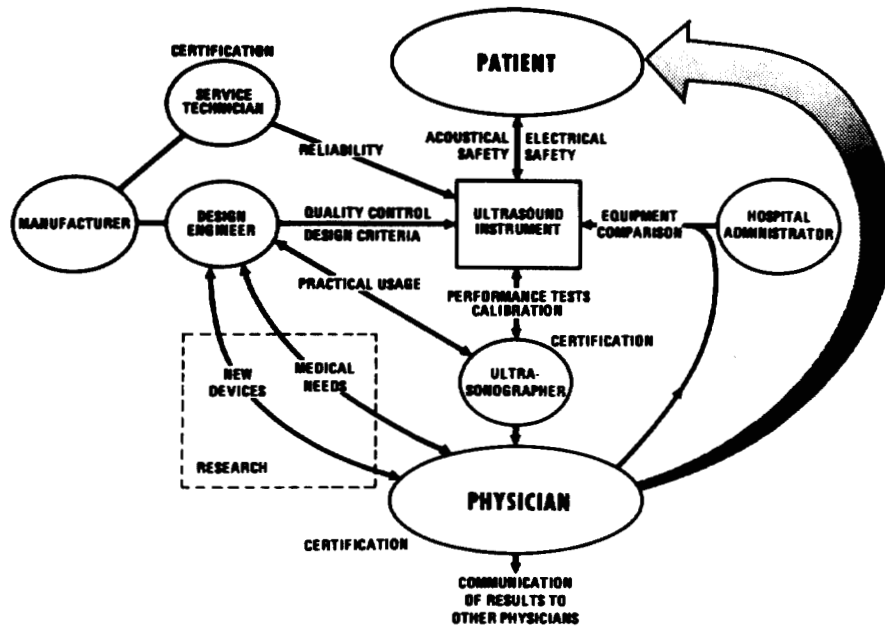 CERTIFICATION
SERVICE
TECHNICIAN
PATIENT
RELIABILITY
ACOUSTICAL
SAFETY
ELECTRICAL
SAFETY
MANUFACTURER
DESIGN
ENGINEER
QUALITY CONTROL
DESIGN CRITERIA
ULTRASOUND
INSTRUMENT
EQUIPMENT
COMPARISON
HOSPITAL
ADMINISTRATOR
PRACTICAL USAGE
PERFORMANCE TESTS
CALIBRATION
CERTIFICATION
ULTRA-
SONOGRAPHER
NEW
DEVICES
MEDICAL
NEEDS
RESEARCH
PHYSICIAN
CERTIFICATION
COMMUNICATION
OF RESULTS TO
OTHER PHYSICIANS